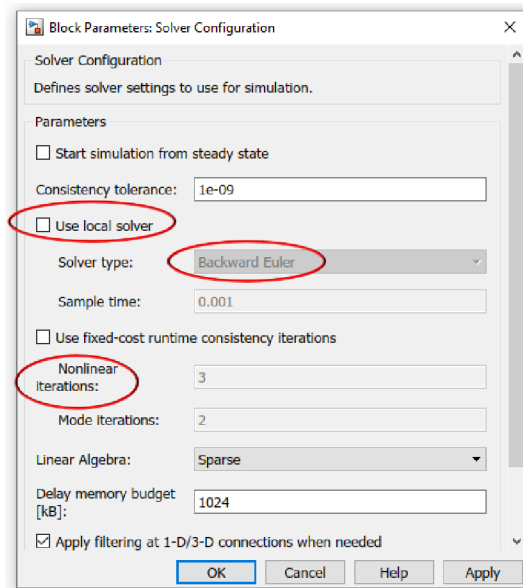 Block Parameters: Solver Configuration
Solver Configuration
Defines solver settings to use for simulation.
Parameters
Start simulation from steady state
Consistency tolerance: 1e-09
Use local solver
Solver type: Backward Euler
Sample time: 0.001
Use fixed-cost runtime consistency iterations
Nonlinear
iterations: 3
Mode iterations: 2
Linear Algebra: Sparse
Delay memory budget
[kB]: 1024
Apply filtering at 1-D/3-D connections when needed
OK Cancel Help Apply